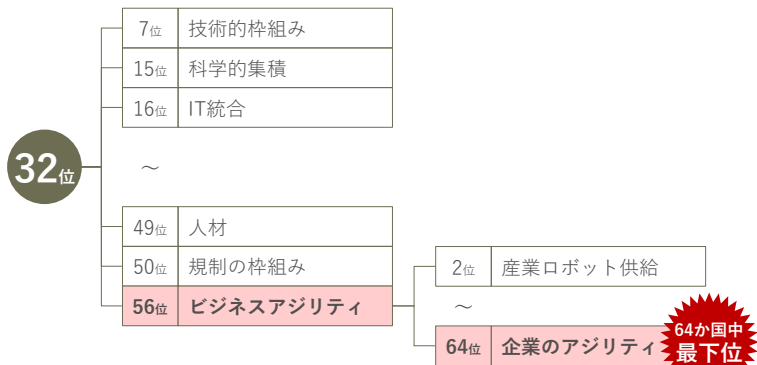 7位 技術的枠組み
15位 科学的集積
16位 IT統合
32位
～
49位 人材
50位 規制の枠組み
56位 ビジネスアジリティ
2位 産業ロボット供給
～
64位 企業のアジリティ
64か国中
最下位